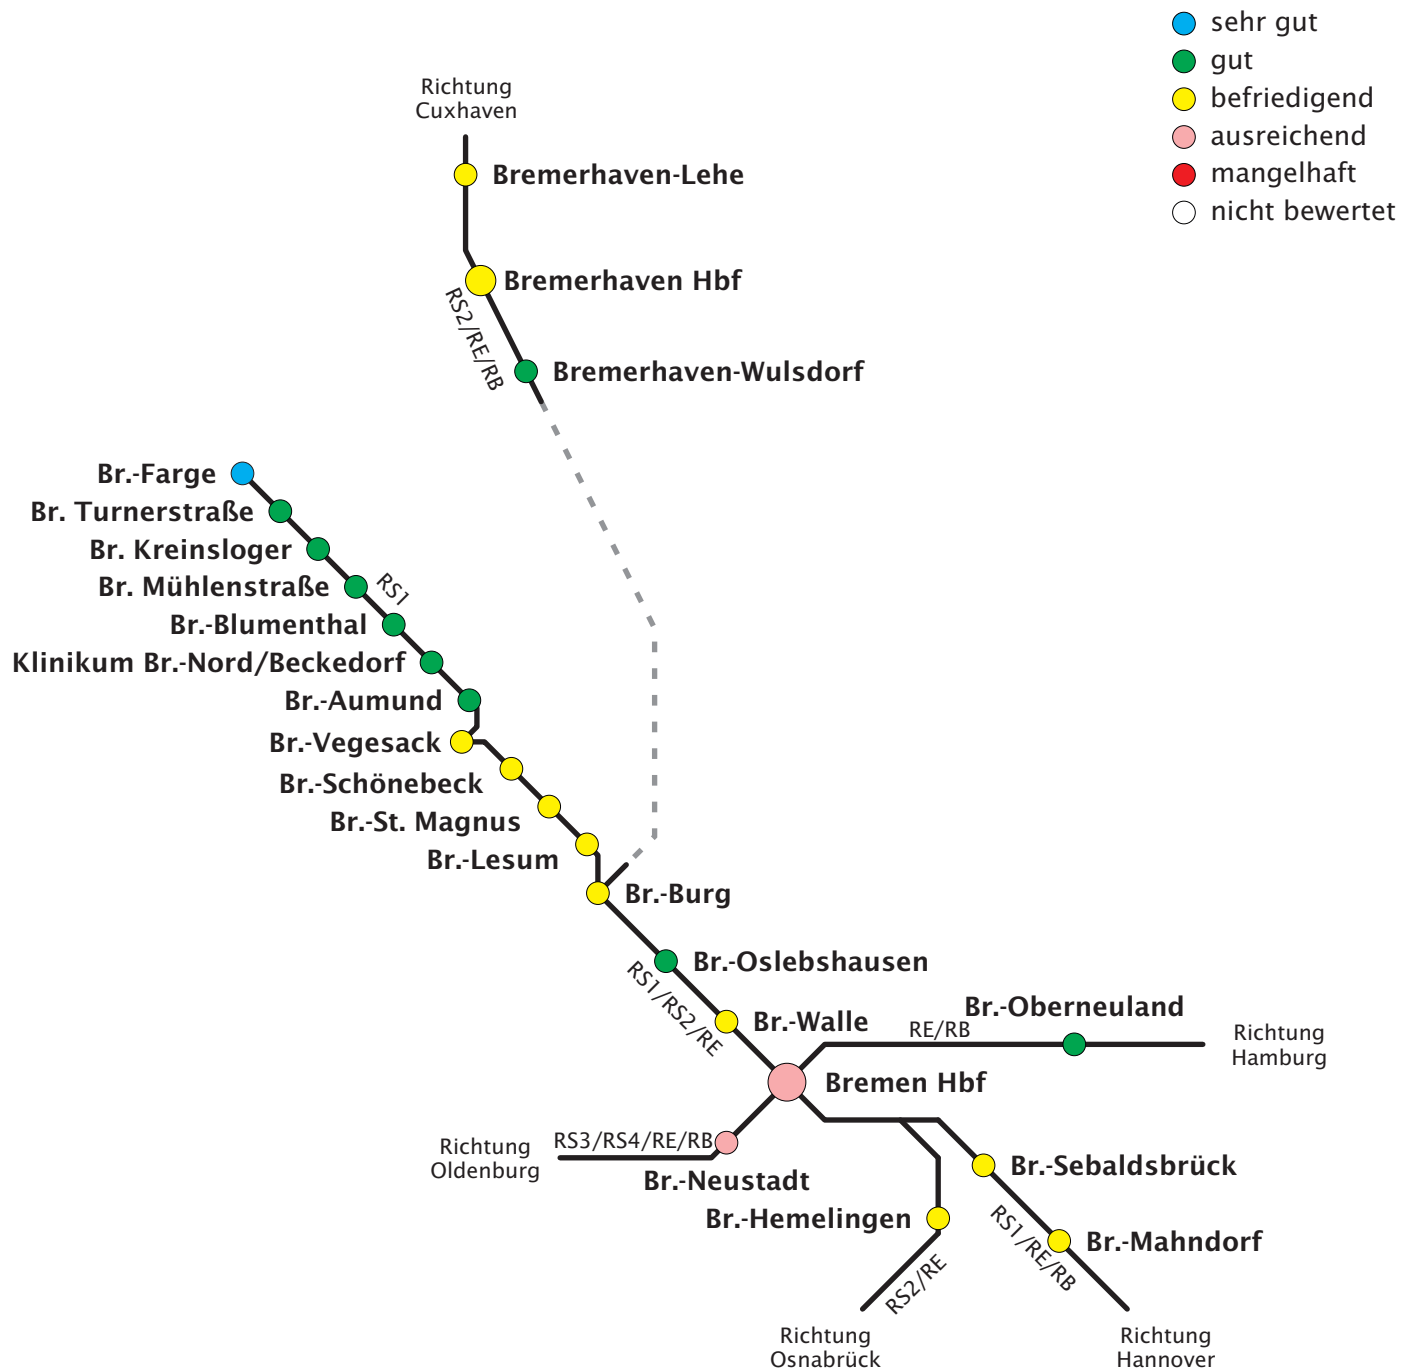 sehr gut
gut
befriedigend
ausreichend
mangelhaft
nicht bewertet
Richtung
Cuxhaven
Bremerhaven-Lehe
Bremerhaven Hbf
RS2/RE/RB
Bremerhaven-Wulsdorf
Br.-Farge
Br. Turnerstraße
Br. Kreinsloger
Br. Mühlenstraße
RS1
Br.-Blumenthal
Klinikum Br.-Nord/Beckedorf
Br.-Aumund
Br.-Vegesack
Br.-Schönebeck
Br.-St. Magnus
Br.-Lesum
Br.-Burg
Br.-Oslebshausen
RS1/RS2/RE
Br.-Walle
Br.-Oberneuland
RE/RB
Richtung
Hamburg
Bremen Hbf
RS3/RS4/RE/RB
Richtung
Oldenburg
Br.-Neustadt
Br.-Sebaldsbrück
Br.-Hemelingen
RS1/RE/RB
Br.-Mahndorf
RS2/RE
Richtung
Osnabrück
Richtung
Hannover